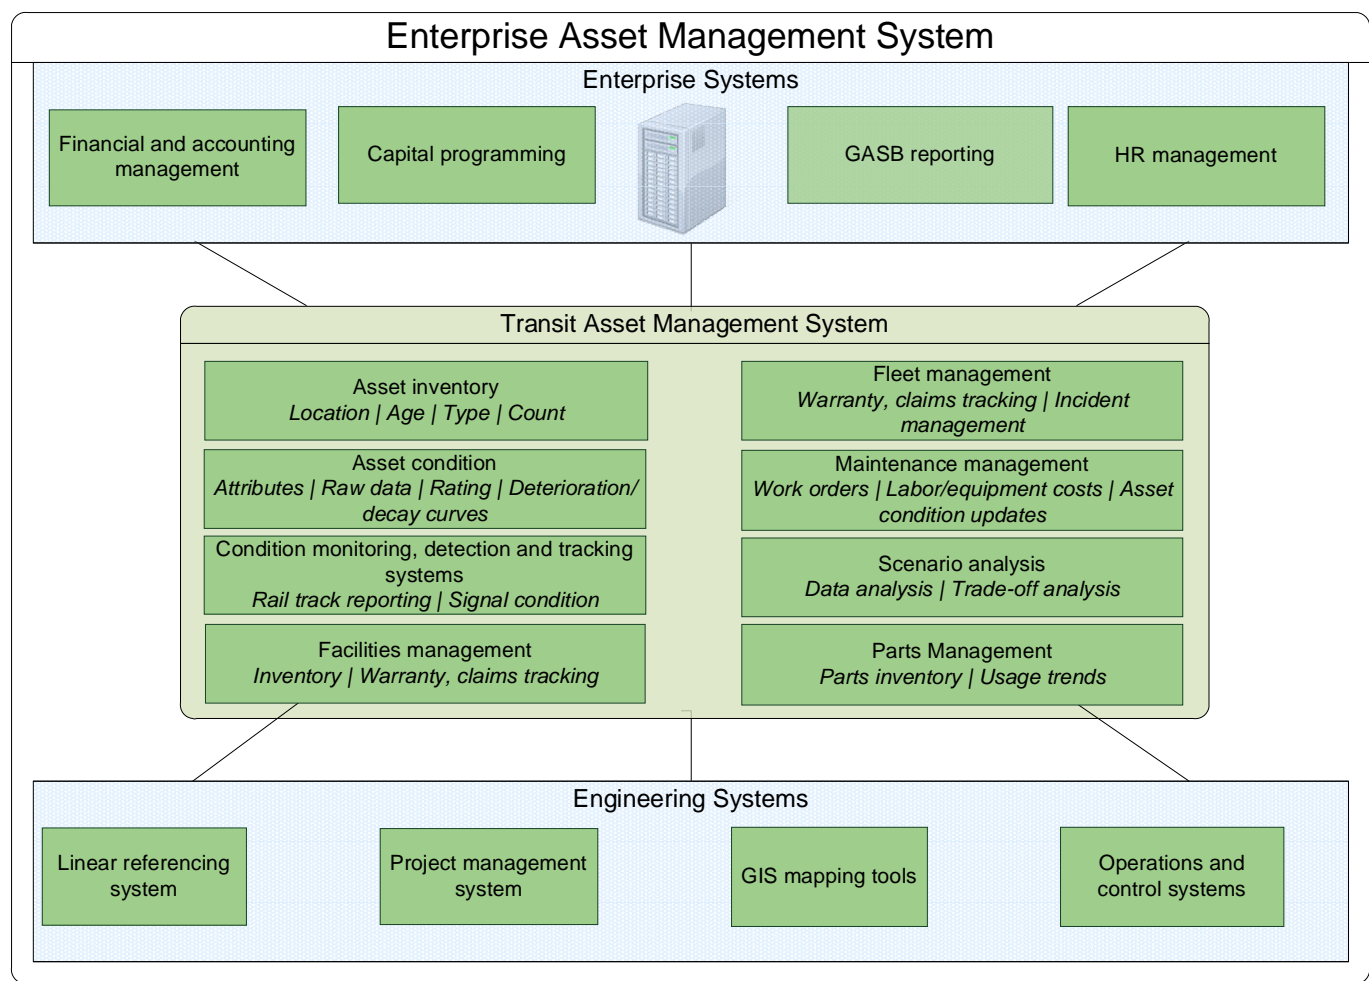 Enterprise Asset Management System
Enterprise Systems
Financial and accounting
management
Capital programming
GASB reporting
HR management
Transit Asset Management System
Asset inventory
Location | Age | Type | Count
Asset condition
Attributes | Raw data | Rating | Deterioration/
decay curves
Condition monitoring, detection and tracking
systems
Rail track reporting | Signal condition
Facilities management
Inventory | Warranty, claims tracking
Fleet management
Warranty, claims tracking | Incident
management
Maintenance management
Work orders | Labor/equipment costs | Asset
condition updates
Scenario analysis
Data analysis | Trade-off analysis
Parts Management
Parts inventory | Usage trends
Engineering Systems
Linear referencing
system
Project management
system
GIS mapping tools
Operations and
control systems